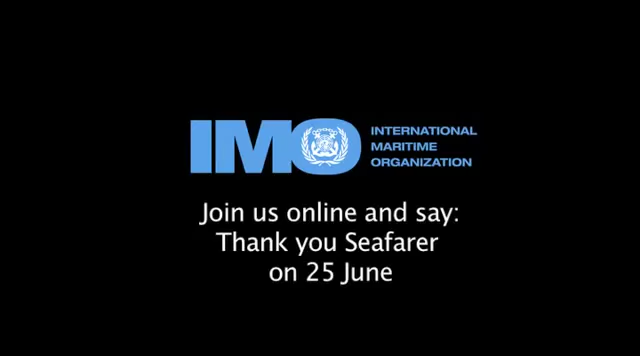 IMO
INTERNATIONAL
MARITIME
ORGANIZATION
Join us online and say:
Thank you Seafarer
on 25 June